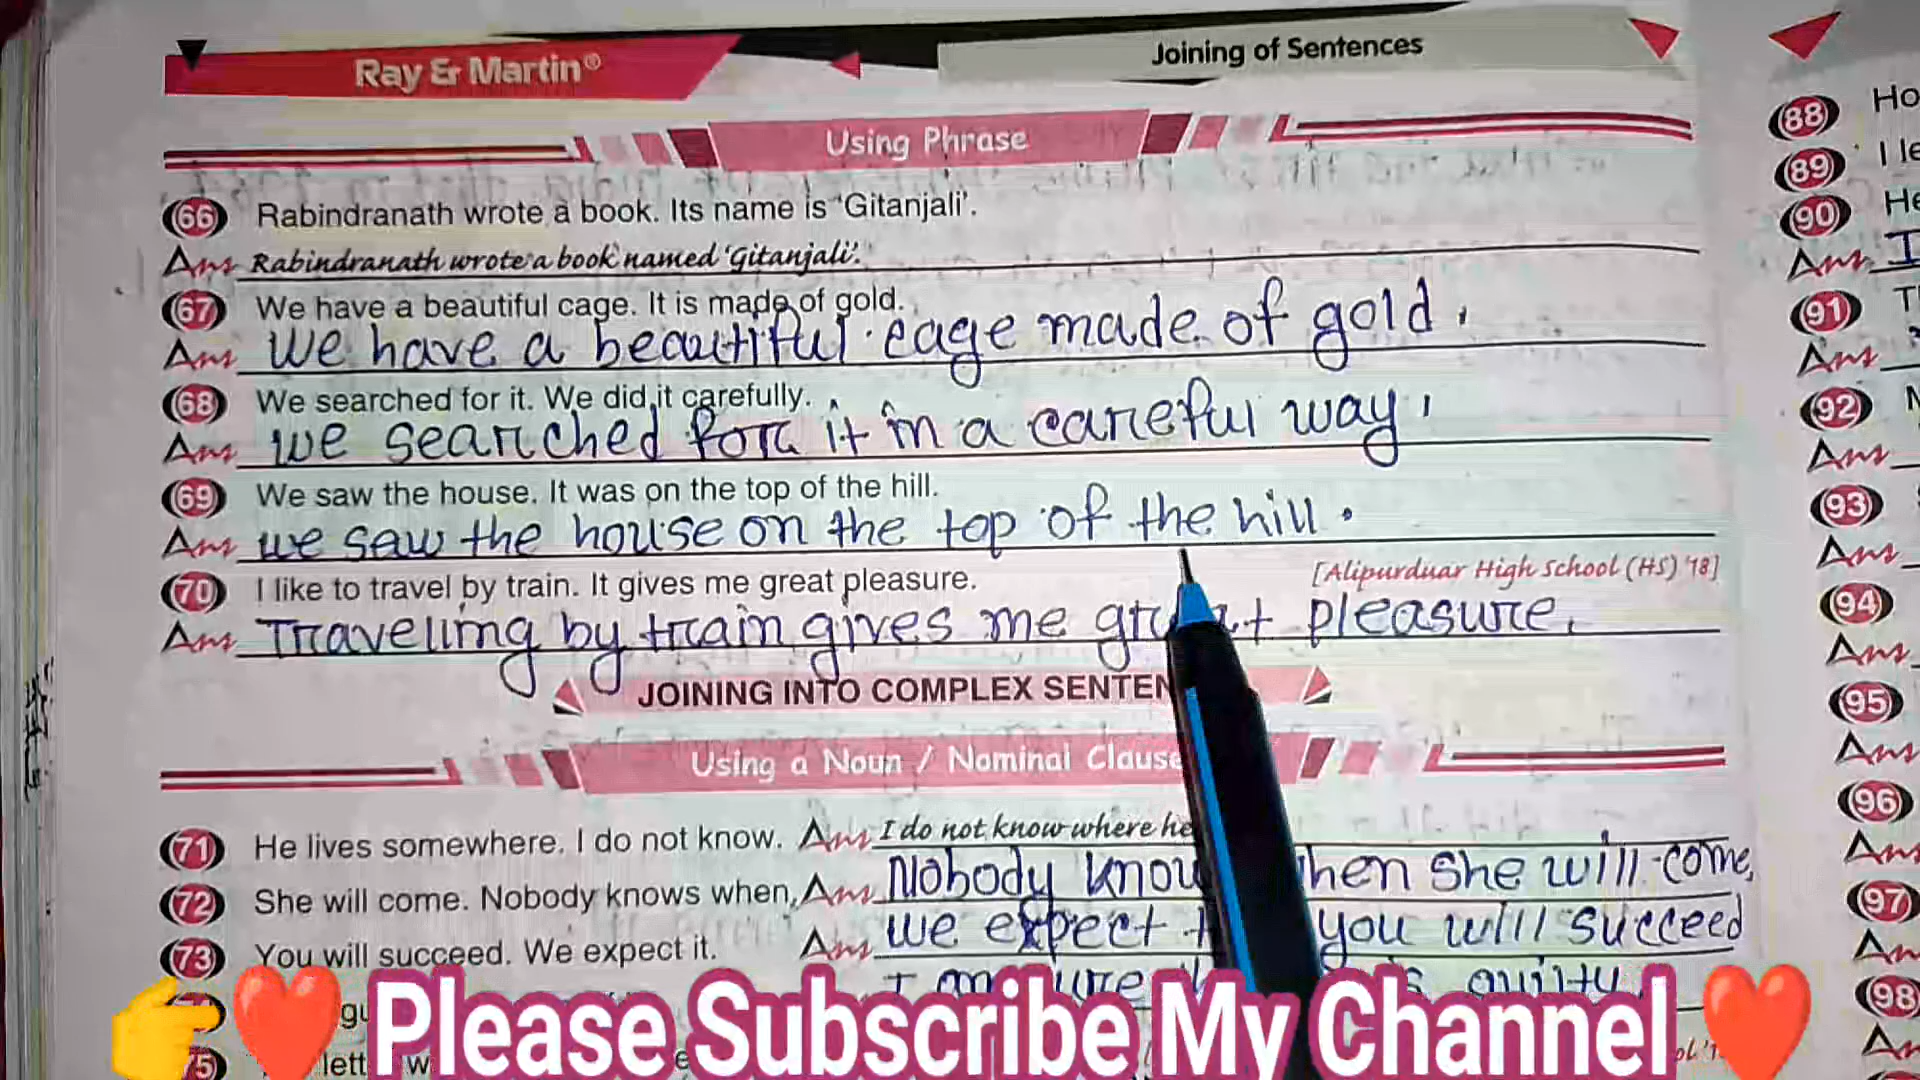 Ray & Martin®
Joining of Sentences
Using Phrase
66 Rabindranath wrote a book. Its name is 'Gitanjali'.
Ans Rabindranath wrote a book named 'Gitanjali'.
67 We have a beautiful cage. It is made of gold.
Ans We have a beautiful cage made of gold.
68 We searched for it. We did it carefully.
Ans we searched for it in a careful way.
69 We saw the house. It was on the top of the hill.
Ans we saw the house on the top of the hill.
70 I like to travel by train. It gives me great pleasure.
[Alipurduar High School (HS) '18]
Ans Traveling by train gives me great pleasure.
JOINING INTO COMPLEX
Using a Noun / Nominal Clause
71 He lives somewhere. I do not know. Ans I do not know where he
72 She will come. Nobody knows when, Ans Nobody when she will come,
73 You will succeed. We expect it. Ans we expect you will succeed
guilty
Please Subscribe My Channel
88
89
90 He
Ans I
91
Ans
92
Ans
93
Ans
94
Ans
95
Ans
96
Ans
97
Ans
98
Ans